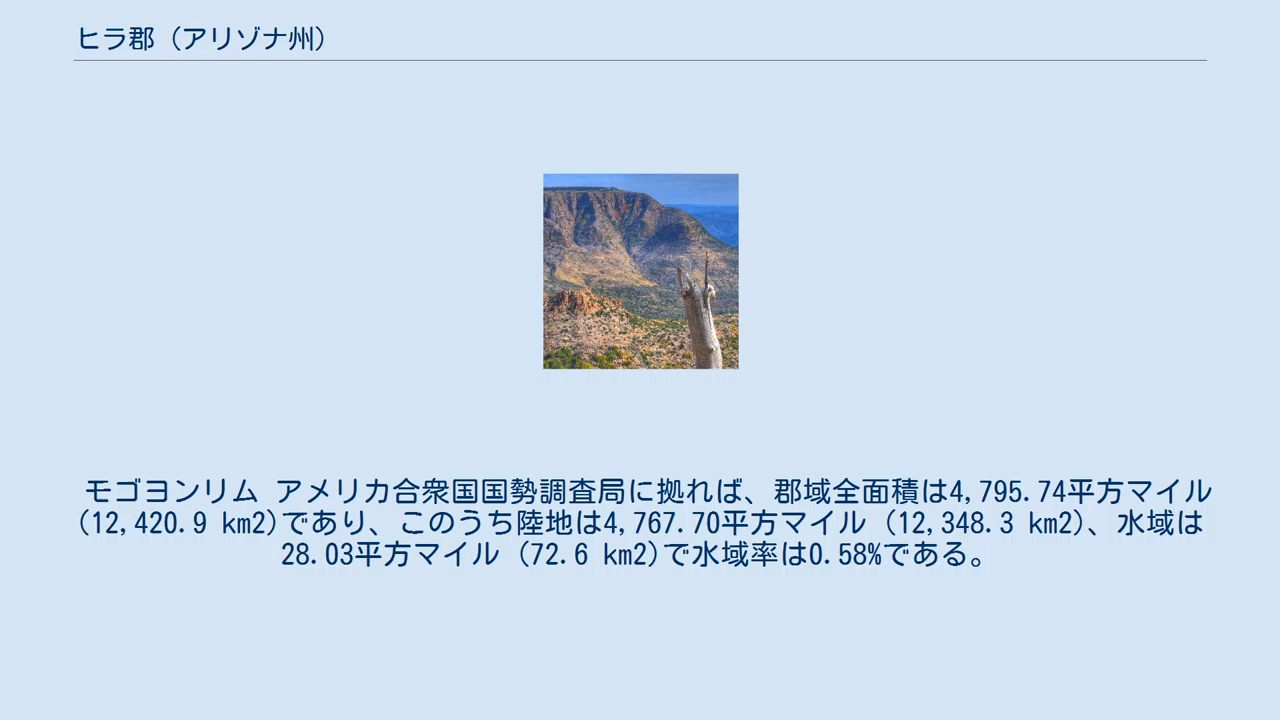 ヒラ郡（アリゾナ州）
モゴヨンリム アメリカ合衆国国勢調査局に拠れば、郡域全面積は4,795.74平方マイル
(12,420.9 km2)であり、このうち陸地は4,767.70平方マイル (12,348.3 km2)、水域は
28.03平方マイル (72.6 km2)で水域率は0.58%である。